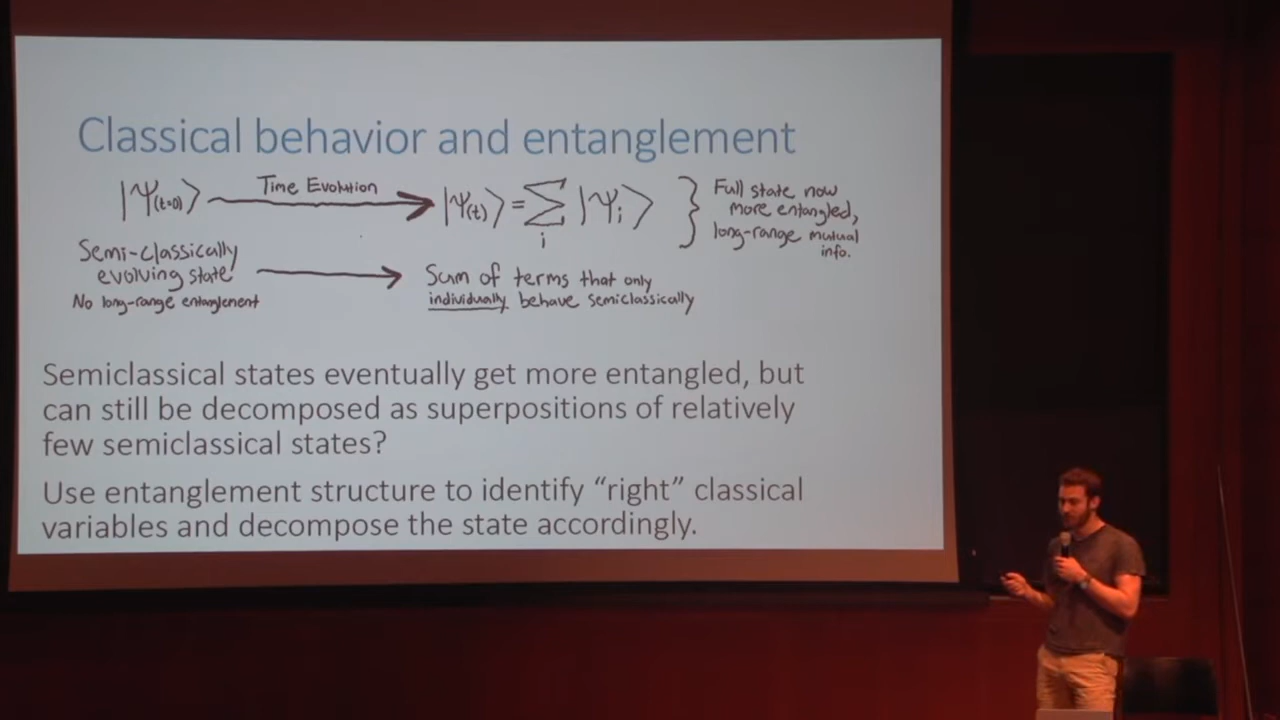 Classical behavior and entanglement
|Ψ(t=0)⟩ Time Evolution |Ψ(t)⟩ = ∑i |Ψi⟩ } Full state now
more entangled,
long-range mutual
info.
Semi-classically
evolving state
No long-range entanglement
Sum of terms that only
individually behave semiclassically
Semiclassical states eventually get more entangled, but
can still be decomposed as superpositions of relatively
few semiclassical states?
Use entanglement structure to identify “right” classical
variables and decompose the state accordingly.